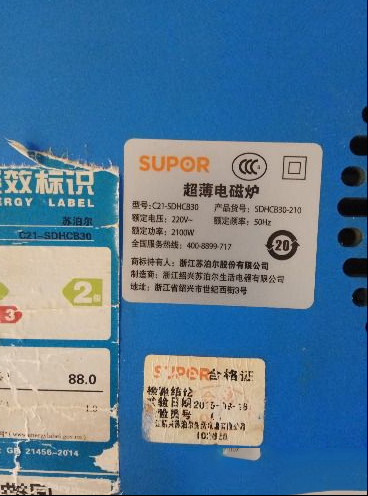 效标识
ENERGY LABEL
苏泊尔
C21-SDHCB30
2级
3
88.0
1.0
GB 21456-2014
SUPOR
CCC
超薄电磁炉
型号: C21-SDHCB30 产品货号: SDHCB30-210
额定电压: 220V~ 额定频率: 50Hz
额定功率: 2100W
全国服务热线: 400-8899-717
20
商标持有人: 浙江苏泊尔股份有限公司
制造商: 浙江绍兴苏泊尔生活电器有限公司
地址: 浙江省绍兴市世纪西街3号
SUPOR 合格证
检验结论
检验日期
检验员号